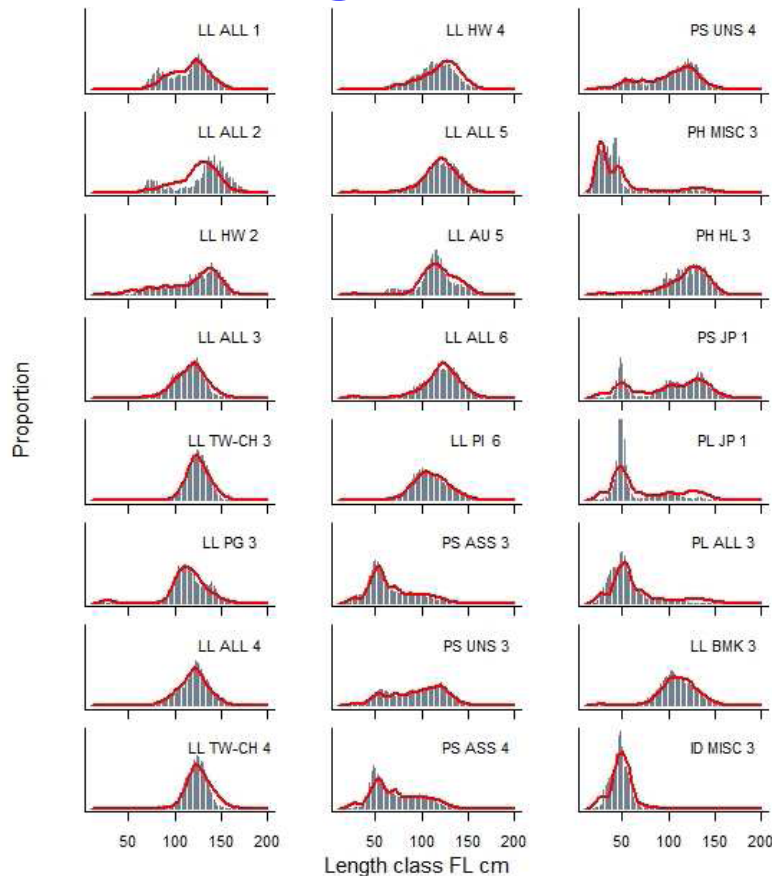 LL ALL 1
LL HW 4
PS UNS 4
LL ALL 2
LL ALL 5
PH MISC 3
LL HW 2
LL AU 5
PH HL 3
LL ALL 3
LL ALL 6
PS JP 1
LL TW-CH 3
LL PI 6
PL JP 1
LL PG 3
PS ASS 3
PL ALL 3
LL ALL 4
PS UNS 3
LL BMK 3
LL TW-CH 4
PS ASS 4
ID MISC 3
Proportion
50 100 150 200
50 100 150 200
50 100 150 200
Length class FL cm